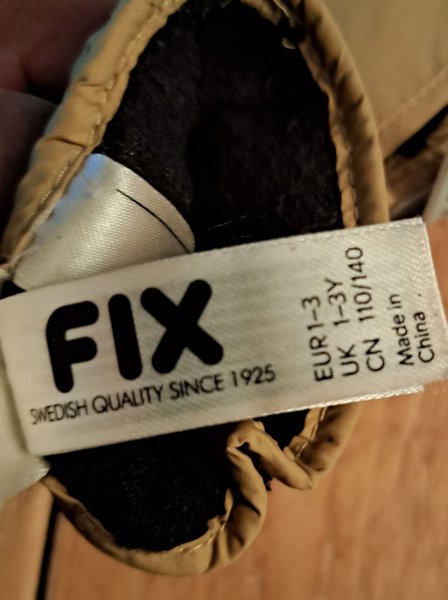 FIX
SWEDISH QUALITY SINCE 1925
EUR 1-3
UK 1-3Y
CN 110/140
Made in
China.